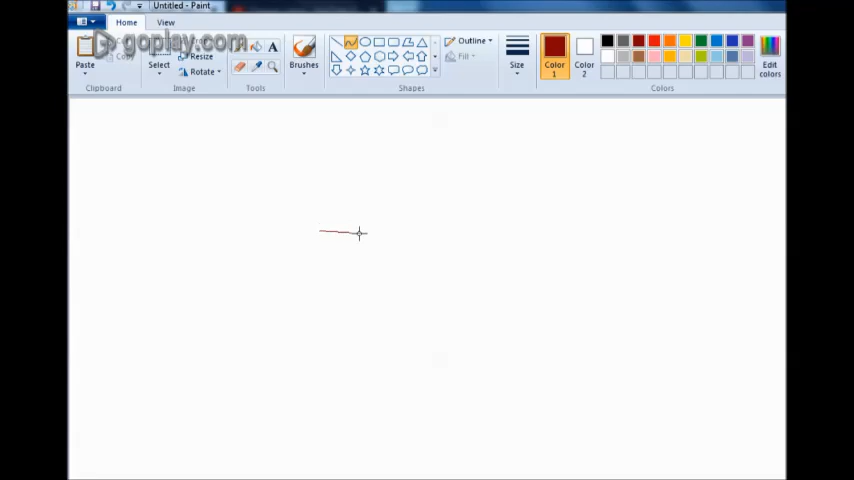 Untitled - Paint
Home View
goplay.com
Paste
Copy
Select
Resize
Rotate
Brushes
Outline
Fill
Size
Color 1
Color 2
Edit colors
Clipboard
Image
Tools
Shapes
Colors